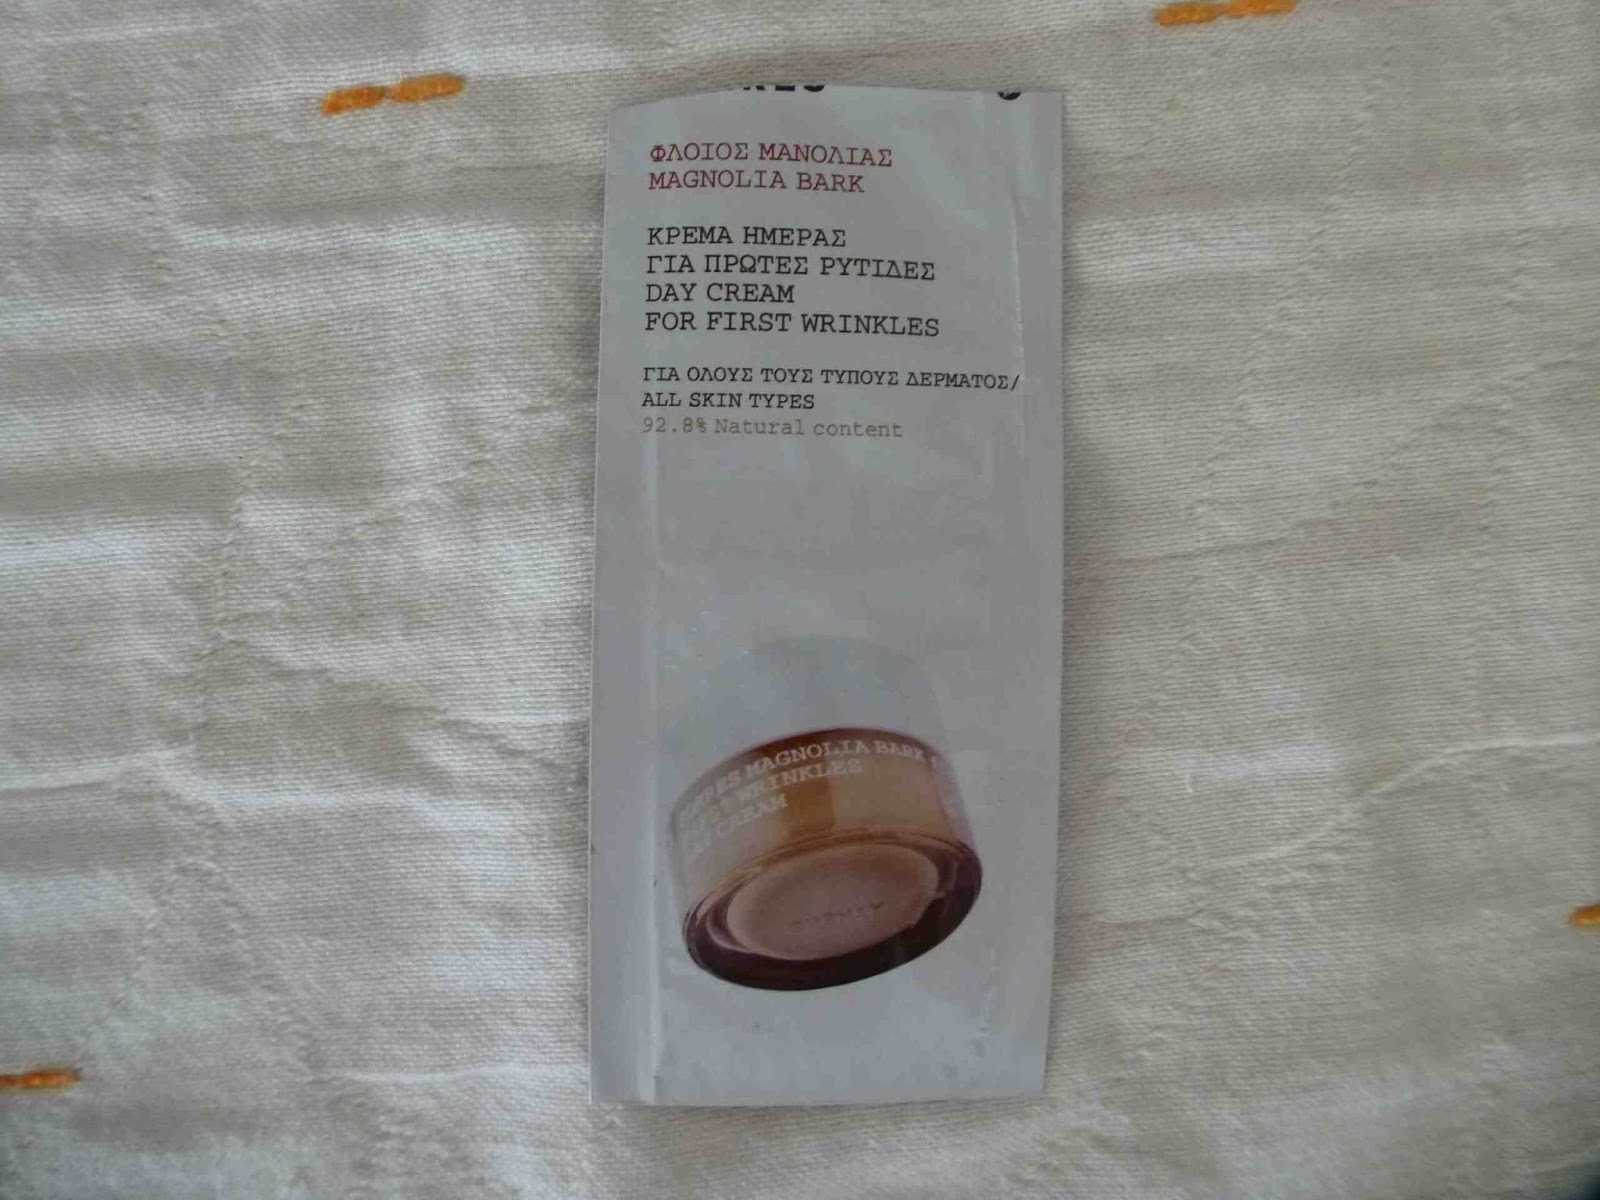 ΦΛΟΙΟΣ ΜΑΝΟΛΙΑΣ
MAGNOLIA BARK
ΚΡΕΜΑ ΗΜΕΡΑΣ
ΓΙΑ ΠΡΩΤΕΣ ΡΥΤΙΔΕΣ
DAY CREAM
FOR FIRST WRINKLES
ΓΙΑ ΟΛΟΥΣ ΤΟΥΣ ΤΥΠΟΥΣ ΔΕΡΜΑΤΟΣ/
ALL SKIN TYPES
92.8% Natural content
MAGNOLIA BARK
WRINKLES
CREAM